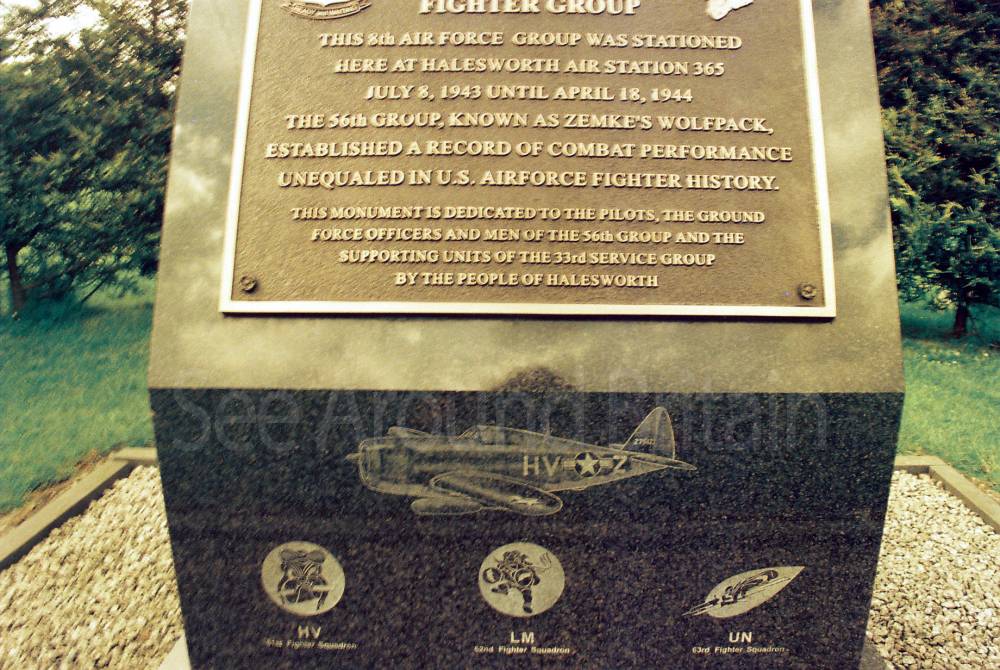 FIGHTER GROUP
THIS 8th AIR FORCE GROUP WAS STATIONED
HERE AT HALESWORTH AIR STATION 365
JULY 8, 1943 UNTIL APRIL 18, 1944
THE 56th GROUP, KNOWN AS ZEMKE'S WOLFPACK,
ESTABLISHED A RECORD OF COMBAT PERFORMANCE
UNEQUALED IN U.S. AIRFORCE FIGHTER HISTORY.
THIS MONUMENT IS DEDICATED TO THE PILOTS, THE GROUND
FORCE OFFICERS AND MEN OF THE 56th GROUP AND THE
SUPPORTING UNITS OF THE 33rd SERVICE GROUP
BY THE PEOPLE OF HALESWORTH
See Around Britain
HV Z
HV
61st Fighter Squadron
LM
62nd Fighter Squadron
UN
63rd Fighter Squadron